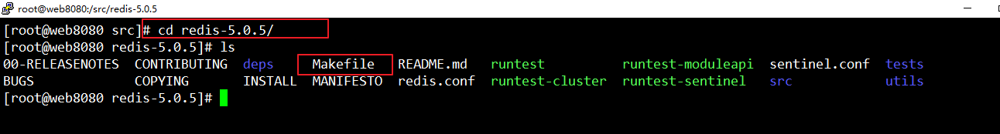 root@web8080:/src/redis-5.0.5
[root@web8080 src]# cd redis-5.0.5/
[root@web8080 redis-5.0.5]# ls
00-RELEASENOTES CONTRIBUTING deps Makefile README.md runtest runtest-moduleapi sentinel.conf tests
BUGS COPYING INSTALL MANIFESTO redis.conf runtest-cluster runtest-sentinel src utils
[root@web8080 redis-5.0.5]#